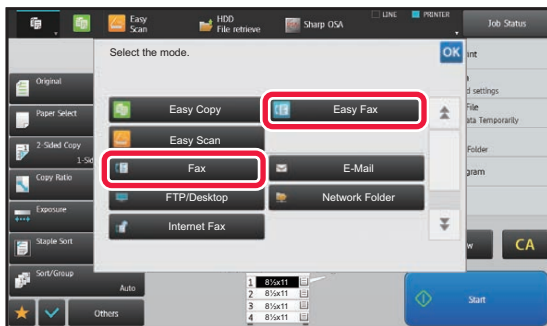 Easy
Scan
HDD
File retrieve
Sharp OSA
LINE
PRINTER
Job Status
Select the mode.
OK
Original
Paper Select
2-Sided Copy
Copy Ratio
Exposure
Staple Sort
Sort/Group
Auto
Others
Easy Copy
Easy Fax
Easy Scan
Fax
E-Mail
FTP/Desktop
Network Folder
Internet Fax
int
d settings
File
ata Temporarily
Folder
gram
w
CA
1 8½x11
2 8½x11
3 8½x11
4 8½x11
Start